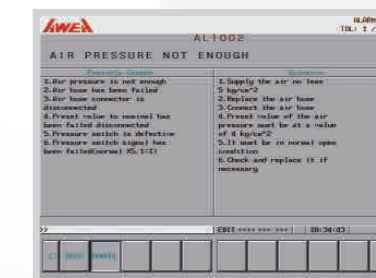 AWEA
ALARM
AL1002
AIR PRESSURE NOT ENOUGH
Possible Causes
Solutions
1.Air pressure is not enough
2.Air hose has been failed
3.Air hose connector is
disconnected
4.Preset value to nominal has
been failed disconnected
5.Pressure switch is defective
6.Pressure switch signal has
been failed(normal X5.1=1)
1.Supply the air no less
5 kg/cm^2
2.Replace the air hose
3.Connect the air hose
4.Preset value of the air
pressure must be at a value
of 4 kg/cm^2
5.It must be in normal open
condition
6.Check and replace it if
necessary
>>
EDIT **** *** *** | 10:34:03
MANUAL